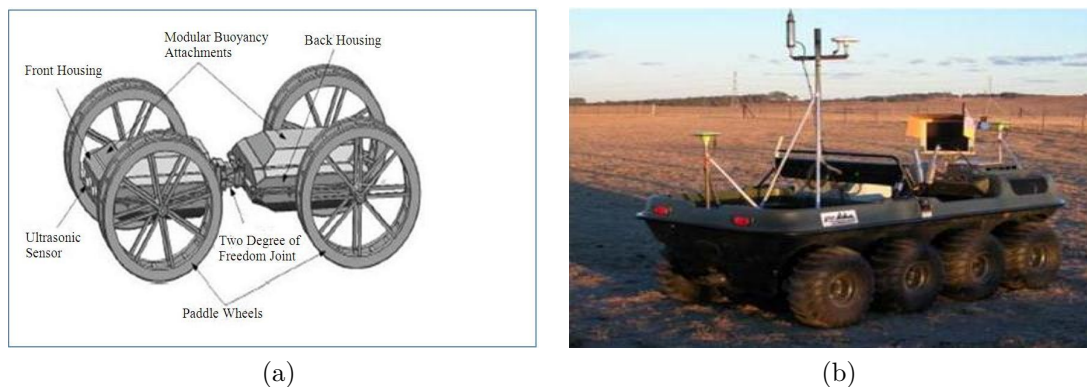 Modular Buoyancy
Attachments
Back Housing
Front Housing
Ultrasonic
Sensor
Two Degree of
Freedom Joint
Paddle Wheels
(a)
(b)